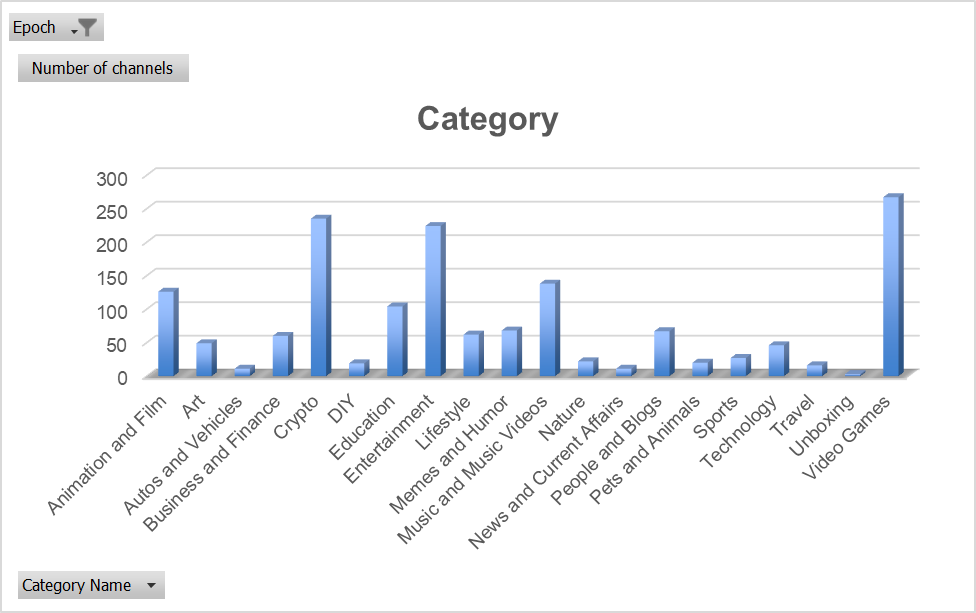 Epoch
Number of channels
Category
300
250
200
150
100
50
0
Animation and Film
Art
Autos and Vehicles
Business and Finance
Crypto
DIY
Education
Entertainment
Lifestyle
Memes and Humor
Music and Music Videos
Nature
News and Current Affairs
People and Blogs
Pets and Animals
Sports
Technology
Travel
Unboxing
Video Games
Category Name